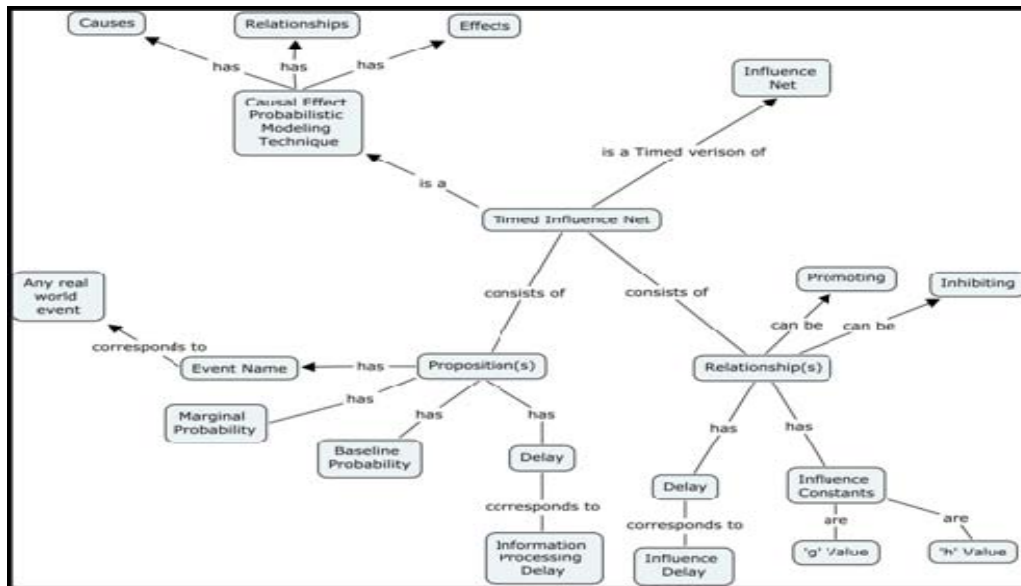 Causes
Relationships
Effects
has
has
has
Causal Effect
Probabilistic
Modeling
Technique
Influence
Net
is a Timed verison of
is a
Timed Influence Net
Any real
world
event
consists of
consists of
Promoting
Inhibiting
can be
can be
corresponds to
Event Name
has
Proposition(s)
Relationship(s)
has
Marginal
Probability
has
has
has
has
Baseline
Probability
Delay
Delay
Influence
Constants
corresponds to
corresponds to
are
are
Information
Processing
Delay
Influence
Delay
'g' Value
'h' Value